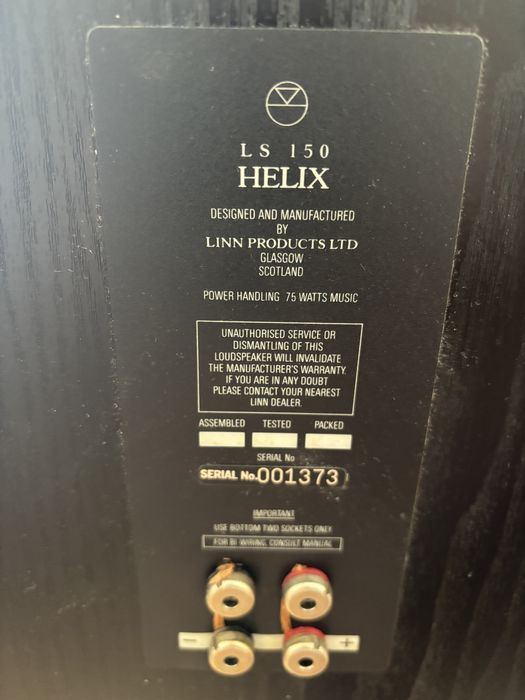 LS 150
HELIX
DESIGNED AND MANUFACTURED
BY
LINN PRODUCTS LTD
GLASGOW
SCOTLAND
POWER HANDLING 75 WATTS MUSIC
UNAUTHORISED SERVICE OR
DISMANTLING OF THIS
LOUDSPEAKER WILL INVALIDATE
THE MANUFACTURER'S WARRANTY.
IF YOU ARE IN ANY DOUBT
PLEASE CONTACT YOUR NEAREST
LINN DEALER.
ASSEMBLED TESTED PACKED
SERIAL No
SERIAL No.001373
IMPORTANT
USE BOTTOM TWO SOCKETS ONLY
FOR BI WIRING, CONSULT MANUAL
− +